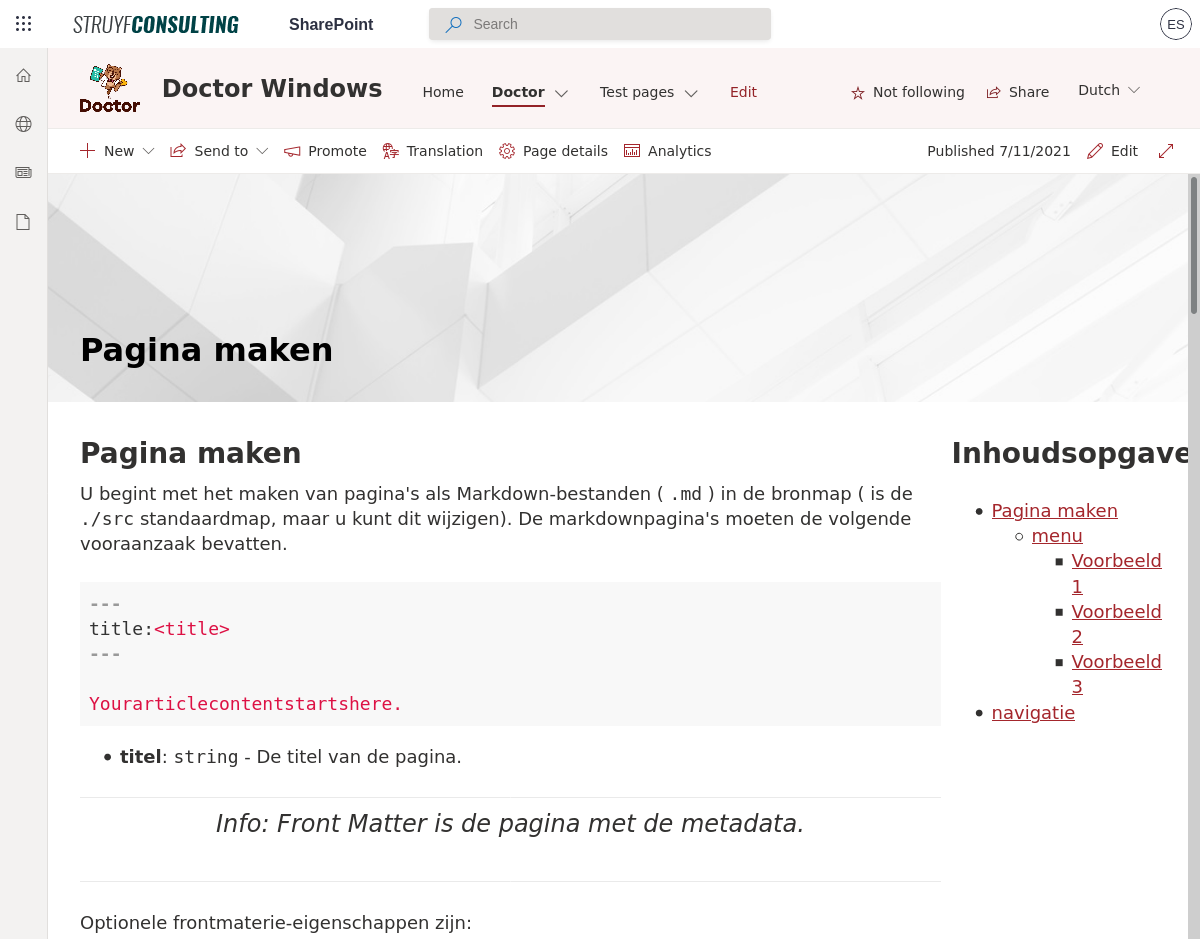 STRUYFCONSULTING SharePoint Search ES
Doctor
Doctor Windows Home Doctor Test pages Edit Not following Share Dutch
New Send to Promote Translation Page details Analytics Published 7/11/2021 Edit
Pagina maken
Pagina maken
U begint met het maken van pagina's als Markdown-bestanden ( .md ) in de bronmap ( is de
./src standaardmap, maar u kunt dit wijzigen). De markdownpagina's moeten de volgende
vooraanzaak bevatten.
---
title:<title>
---
Yourarticlecontentstartshere.
• titel: string - De titel van de pagina.
Info: Front Matter is de pagina met de metadata.
Optionele frontmaterie-eigenschappen zijn:
Inhoudsopgave
• Pagina maken
○ menu
▪ Voorbeeld
1
▪ Voorbeeld
2
▪ Voorbeeld
3
• navigatie